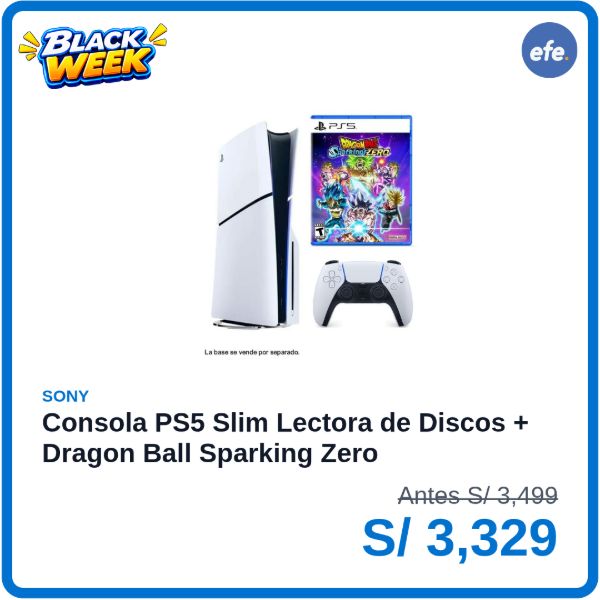 BLACK
WEEK
efe.
PS5
DRAGON BALL
Sparking! ZERO
T
La base se vende por separado.
SONY
Consola PS5 Slim Lectora de Discos +
Dragon Ball Sparking Zero
Antes S/ 3,499
S/ 3,329